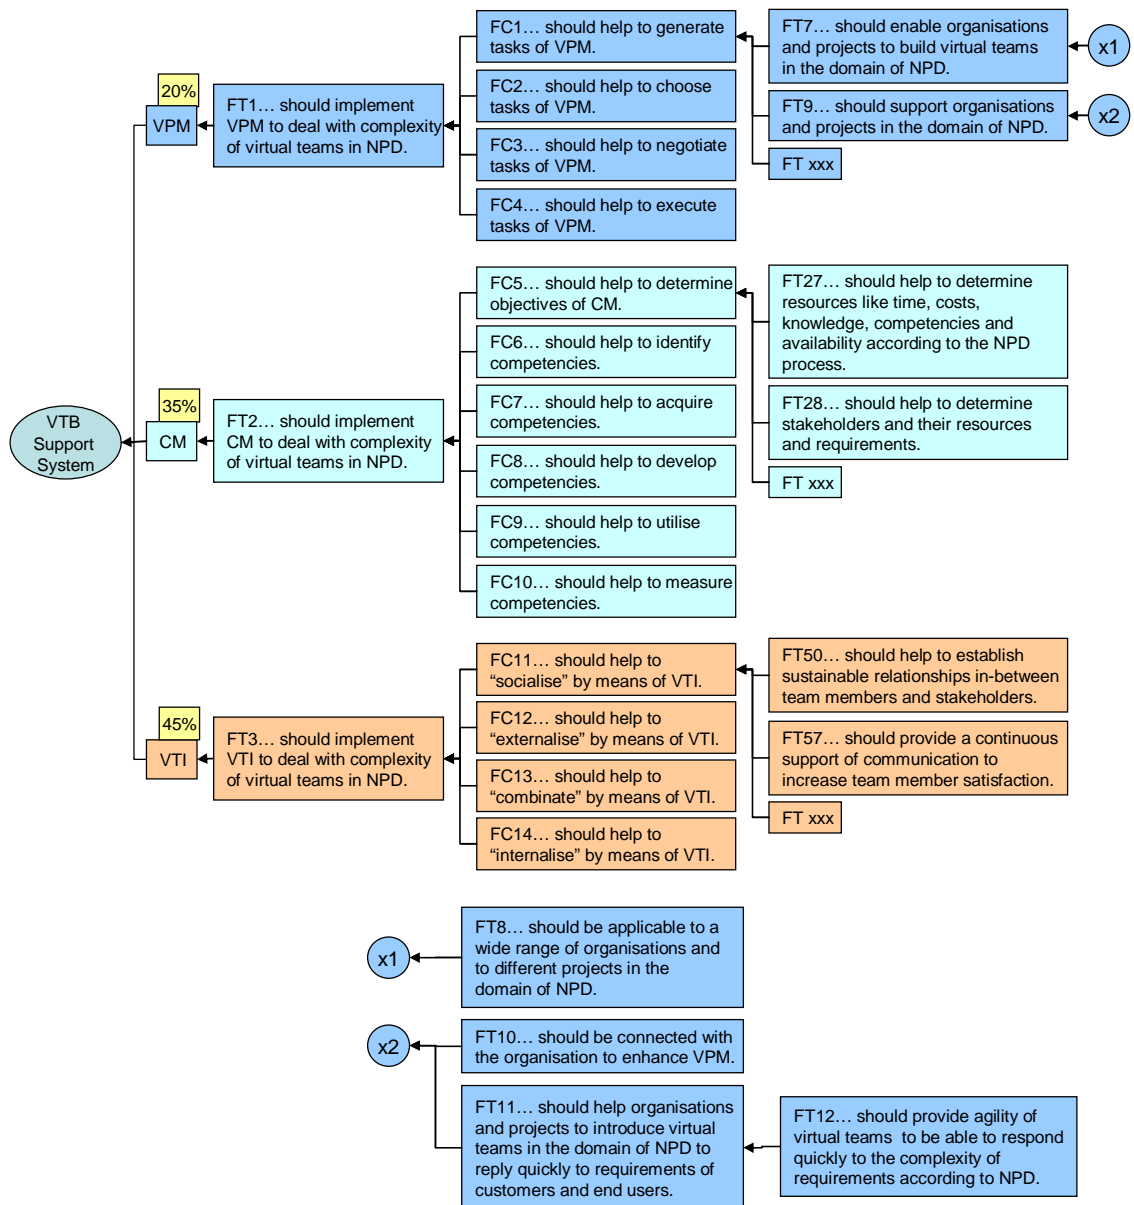 FC1… should help to generate
tasks of VPM.
FT7… should enable organisations
and projects to build virtual teams
in the domain of NPD.
x1
20%
VPM
FT1… should implement
VPM to deal with complexity
of virtual teams in NPD.
FC2… should help to choose
tasks of VPM.
FT9… should support organisations
and projects in the domain of NPD.
x2
FC3… should help to negotiate
tasks of VPM.
FT xxx
FC4… should help to execute
tasks of VPM.
FC5… should help to determine
objectives of CM.
FT27… should help to determine
resources like time, costs,
knowledge, competencies and
availability according to the NPD
process.
FC6… should help to identify
competencies.
VTB
Support
System
35%
CM
FT2… should implement
CM to deal with complexity
of virtual teams in NPD.
FC7… should help to acquire
competencies.
FT28… should help to determine
stakeholders and their resources
and requirements.
FC8… should help to develop
competencies.
FT xxx
FC9… should help to utilise
competencies.
FC10… should help to measure
competencies.
FC11… should help to
“socialise” by means of VTI.
FT50… should help to establish
sustainable relationships in-between
team members and stakeholders.
45%
VTI
FT3… should implement
VTI to deal with complexity
of virtual teams in NPD.
FC12… should help to
“externalise” by means of VTI.
FT57… should provide a continuous
support of communication to
increase team member satisfaction.
FC13… should help to
“combinate” by means of VTI.
FT xxx
FC14… should help to
“internalise” by means of VTI.
x1
FT8… should be applicable to a
wide range of organisations and
to different projects in the
domain of NPD.
x2
FT10… should be connected with
the organisation to enhance VPM.
FT11… should help organisations
and projects to introduce virtual
teams in the domain of NPD to
reply quickly to requirements of
customers and end users.
FT12… should provide agility of
virtual teams to be able to respond
quickly to the complexity of
requirements according to NPD.